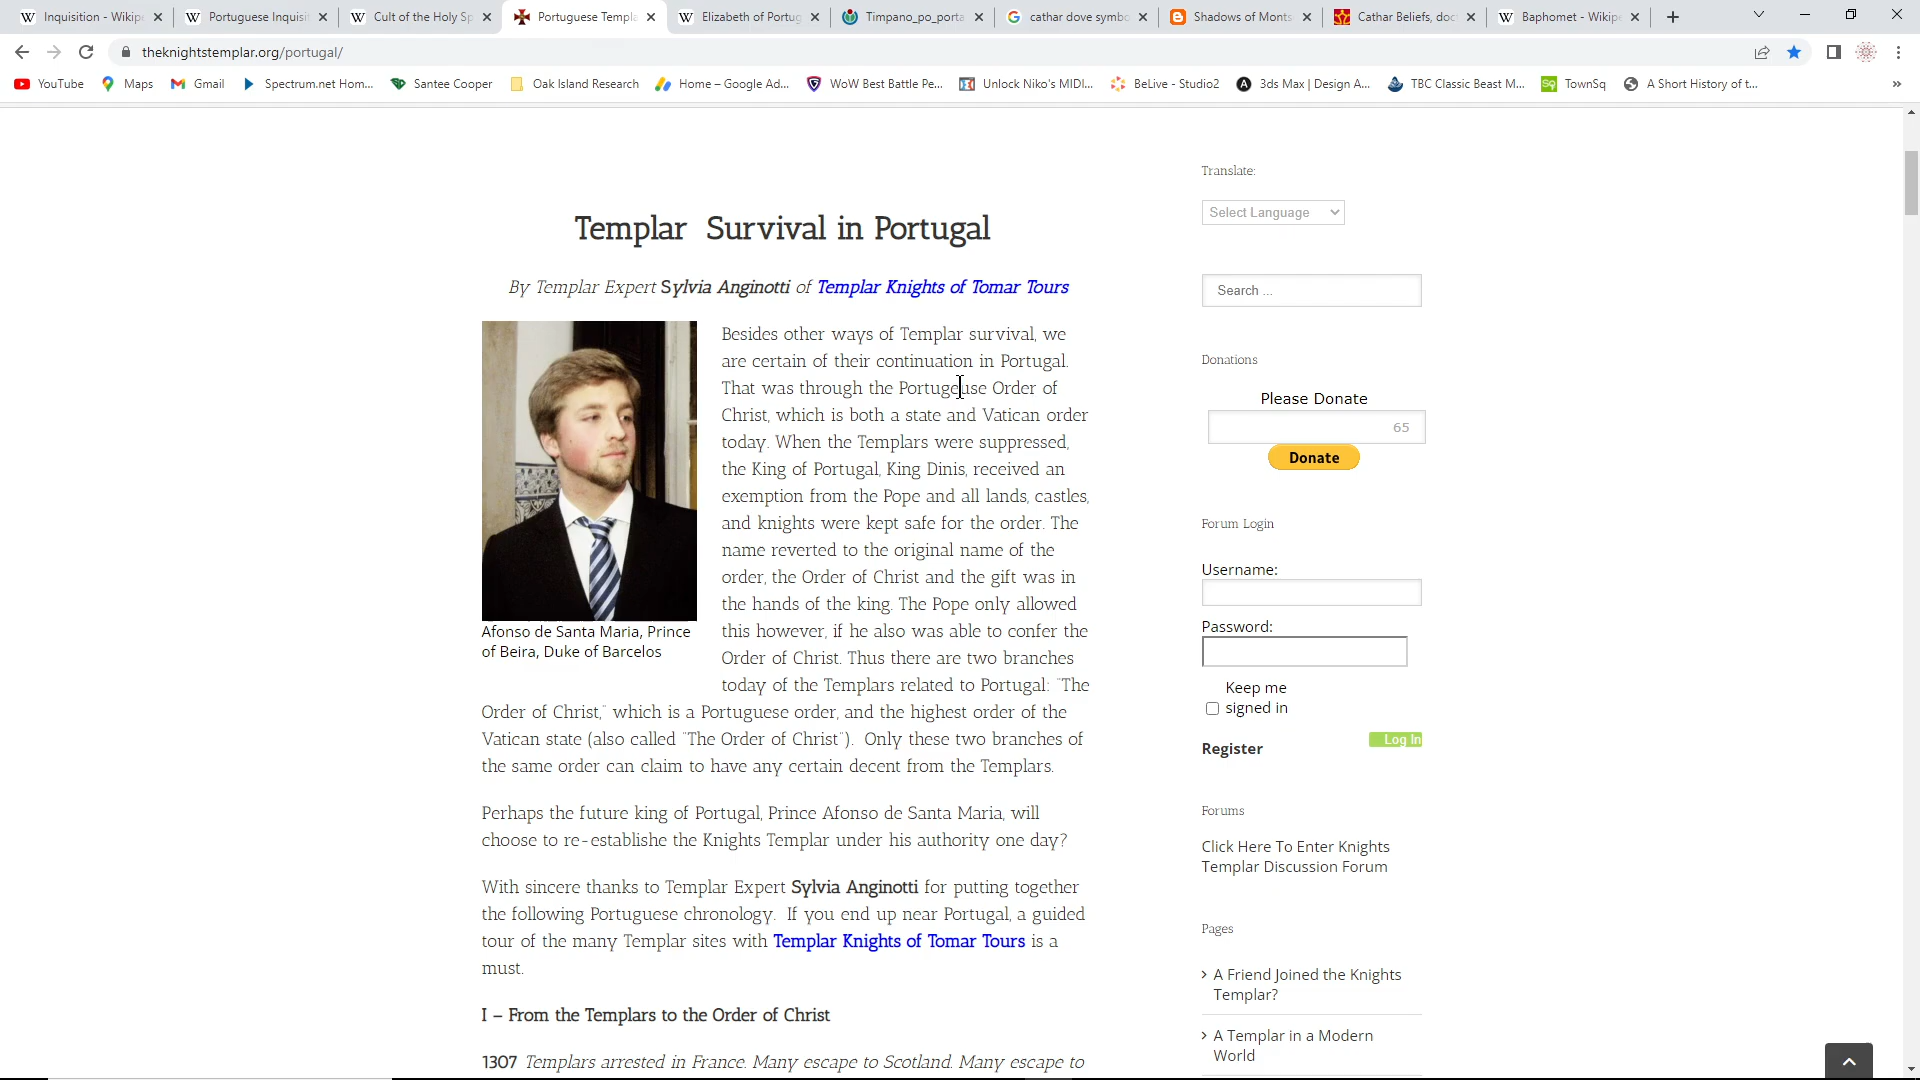 Inquisition - Wikipe
Portuguese Inquisit
Cult of the Holy Sp
Portuguese Templa
Elizabeth of Portug
Timpano_po_porta
cathar dove symbo
Shadows of Monts
Cathar Beliefs, doc
Baphomet - Wikipe
theknightstemplar.org/portugal/
YouTube
Maps
Gmail
Spectrum.net Hom...
Santee Cooper
Oak Island Research
Home – Google Ad...
WoW Best Battle Pe...
Unlock Niko's MIDI...
BeLive - Studio2
3ds Max | Design A...
TBC Classic Beast M...
TownSq
A Short History of t...
Templar Survival in Portugal
By Templar Expert Sylvia Anginotti of Templar Knights of Tomar Tours
Besides other ways of Templar survival, we
are certain of their continuation in Portugal.
That was through the Portugeuse Order of
Christ, which is both a state and Vatican order
today. When the Templars were suppressed,
the King of Portugal, King Dinis, received an
exemption from the Pope and all lands, castles,
and knights were kept safe for the order. The
name reverted to the original name of the
order, the Order of Christ and the gift was in
the hands of the king. The Pope only allowed
this however, if he also was able to confer the
Order of Christ. Thus there are two branches
today of the Templars related to Portugal: "The
Order of Christ," which is a Portuguese order, and the highest order of the
Vatican state (also called "The Order of Christ"). Only these two branches of
the same order can claim to have any certain decent from the Templars.
Afonso de Santa Maria, Prince
of Beira, Duke of Barcelos
Perhaps the future king of Portugal, Prince Afonso de Santa Maria, will
choose to re-establishe the Knights Templar under his authority one day?
With sincere thanks to Templar Expert Sylvia Anginotti for putting together
the following Portuguese chronology. If you end up near Portugal, a guided
tour of the many Templar sites with Templar Knights of Tomar Tours is a
must.
I – From the Templars to the Order of Christ
1307 Templars arrested in France. Many escape to Scotland. Many escape to
Translate:
Select Language
Search ...
Donations
Please Donate
65
Donate
Forum Login
Username:
Password:
Keep me
signed in
Register
Log In
Forums
Click Here To Enter Knights
Templar Discussion Forum
Pages
A Friend Joined the Knights
Templar?
A Templar in a Modern
World